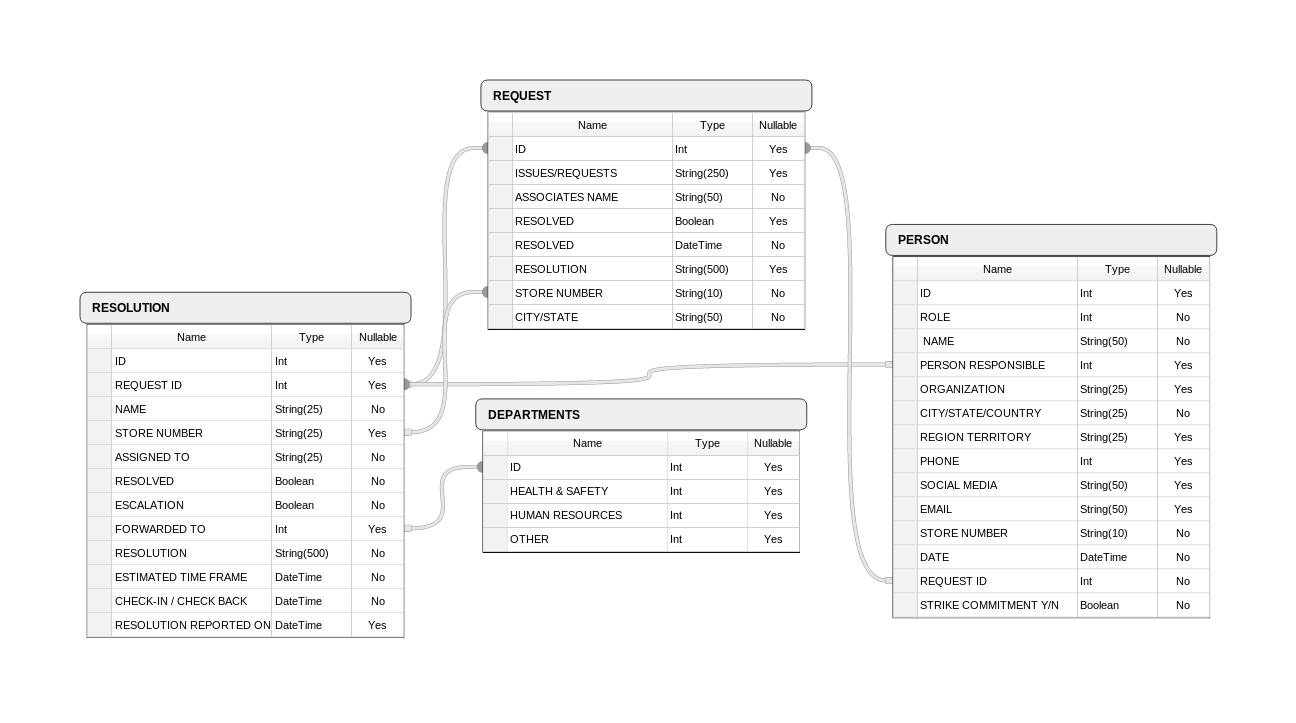 REQUEST
Name Type Nullable
ID Int Yes
ISSUES/REQUESTS String(250) Yes
ASSOCIATES NAME String(50) No
RESOLVED Boolean Yes
RESOLVED DateTime No
RESOLUTION String(500) Yes
STORE NUMBER String(10) No
CITY/STATE String(50) No
PERSON
Name Type Nullable
ID Int Yes
ROLE Int No
NAME String(50) No
PERSON RESPONSIBLE Int Yes
ORGANIZATION String(25) Yes
CITY/STATE/COUNTRY String(25) No
REGION TERRITORY String(25) Yes
PHONE Int Yes
SOCIAL MEDIA String(50) Yes
EMAIL String(50) Yes
STORE NUMBER String(10) No
DATE DateTime No
REQUEST ID Int No
STRIKE COMMITMENT Y/N Boolean No
RESOLUTION
Name Type Nullable
ID Int Yes
REQUEST ID Int Yes
NAME String(25) No
STORE NUMBER String(25) Yes
ASSIGNED TO String(25) No
RESOLVED Boolean No
ESCALATION Boolean No
FORWARDED TO Int Yes
RESOLUTION String(500) No
ESTIMATED TIME FRAME DateTime No
CHECK-IN / CHECK BACK DateTime No
RESOLUTION REPORTED ON DateTime Yes
DEPARTMENTS
Name Type Nullable
ID Int Yes
HEALTH & SAFETY Int Yes
HUMAN RESOURCES Int Yes
OTHER Int Yes